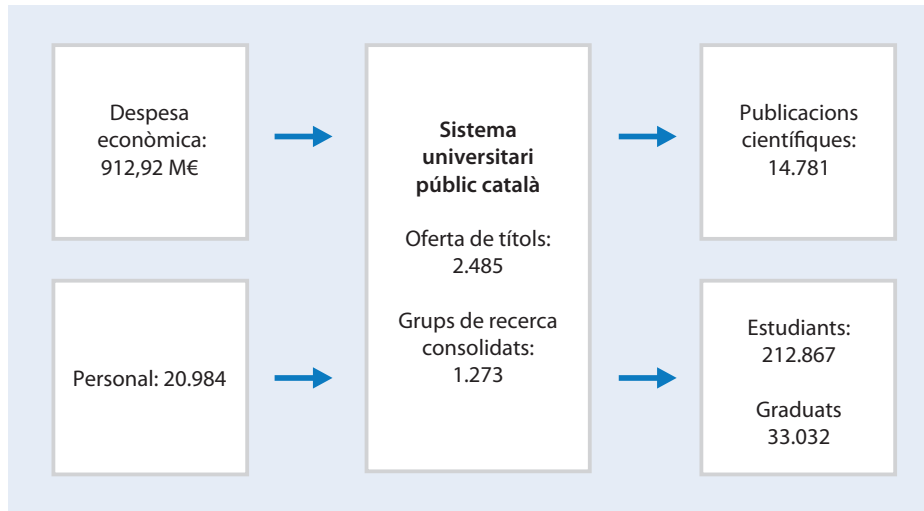 Despesa
econòmica:
912,92 M€
Personal: 20.984
Sistema
universitari
públic català
Oferta de títols:
2.485
Grups de recerca
consolidats:
1.273
Publicacions
científiques:
14.781
Estudiants:
212.867
Graduats
33.032